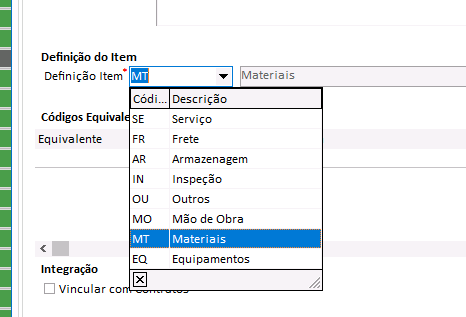 Definição do Item
Definição Item* MT Materiais
Códi... Descrição
Códigos Equivale
SE Serviço
Equivalente
FR Frete
AR Armazenagem
IN Inspeção
OU Outros
MO Mão de Obra
MT Materiais
EQ Equipamentos
Integração
Vincular com Contratos